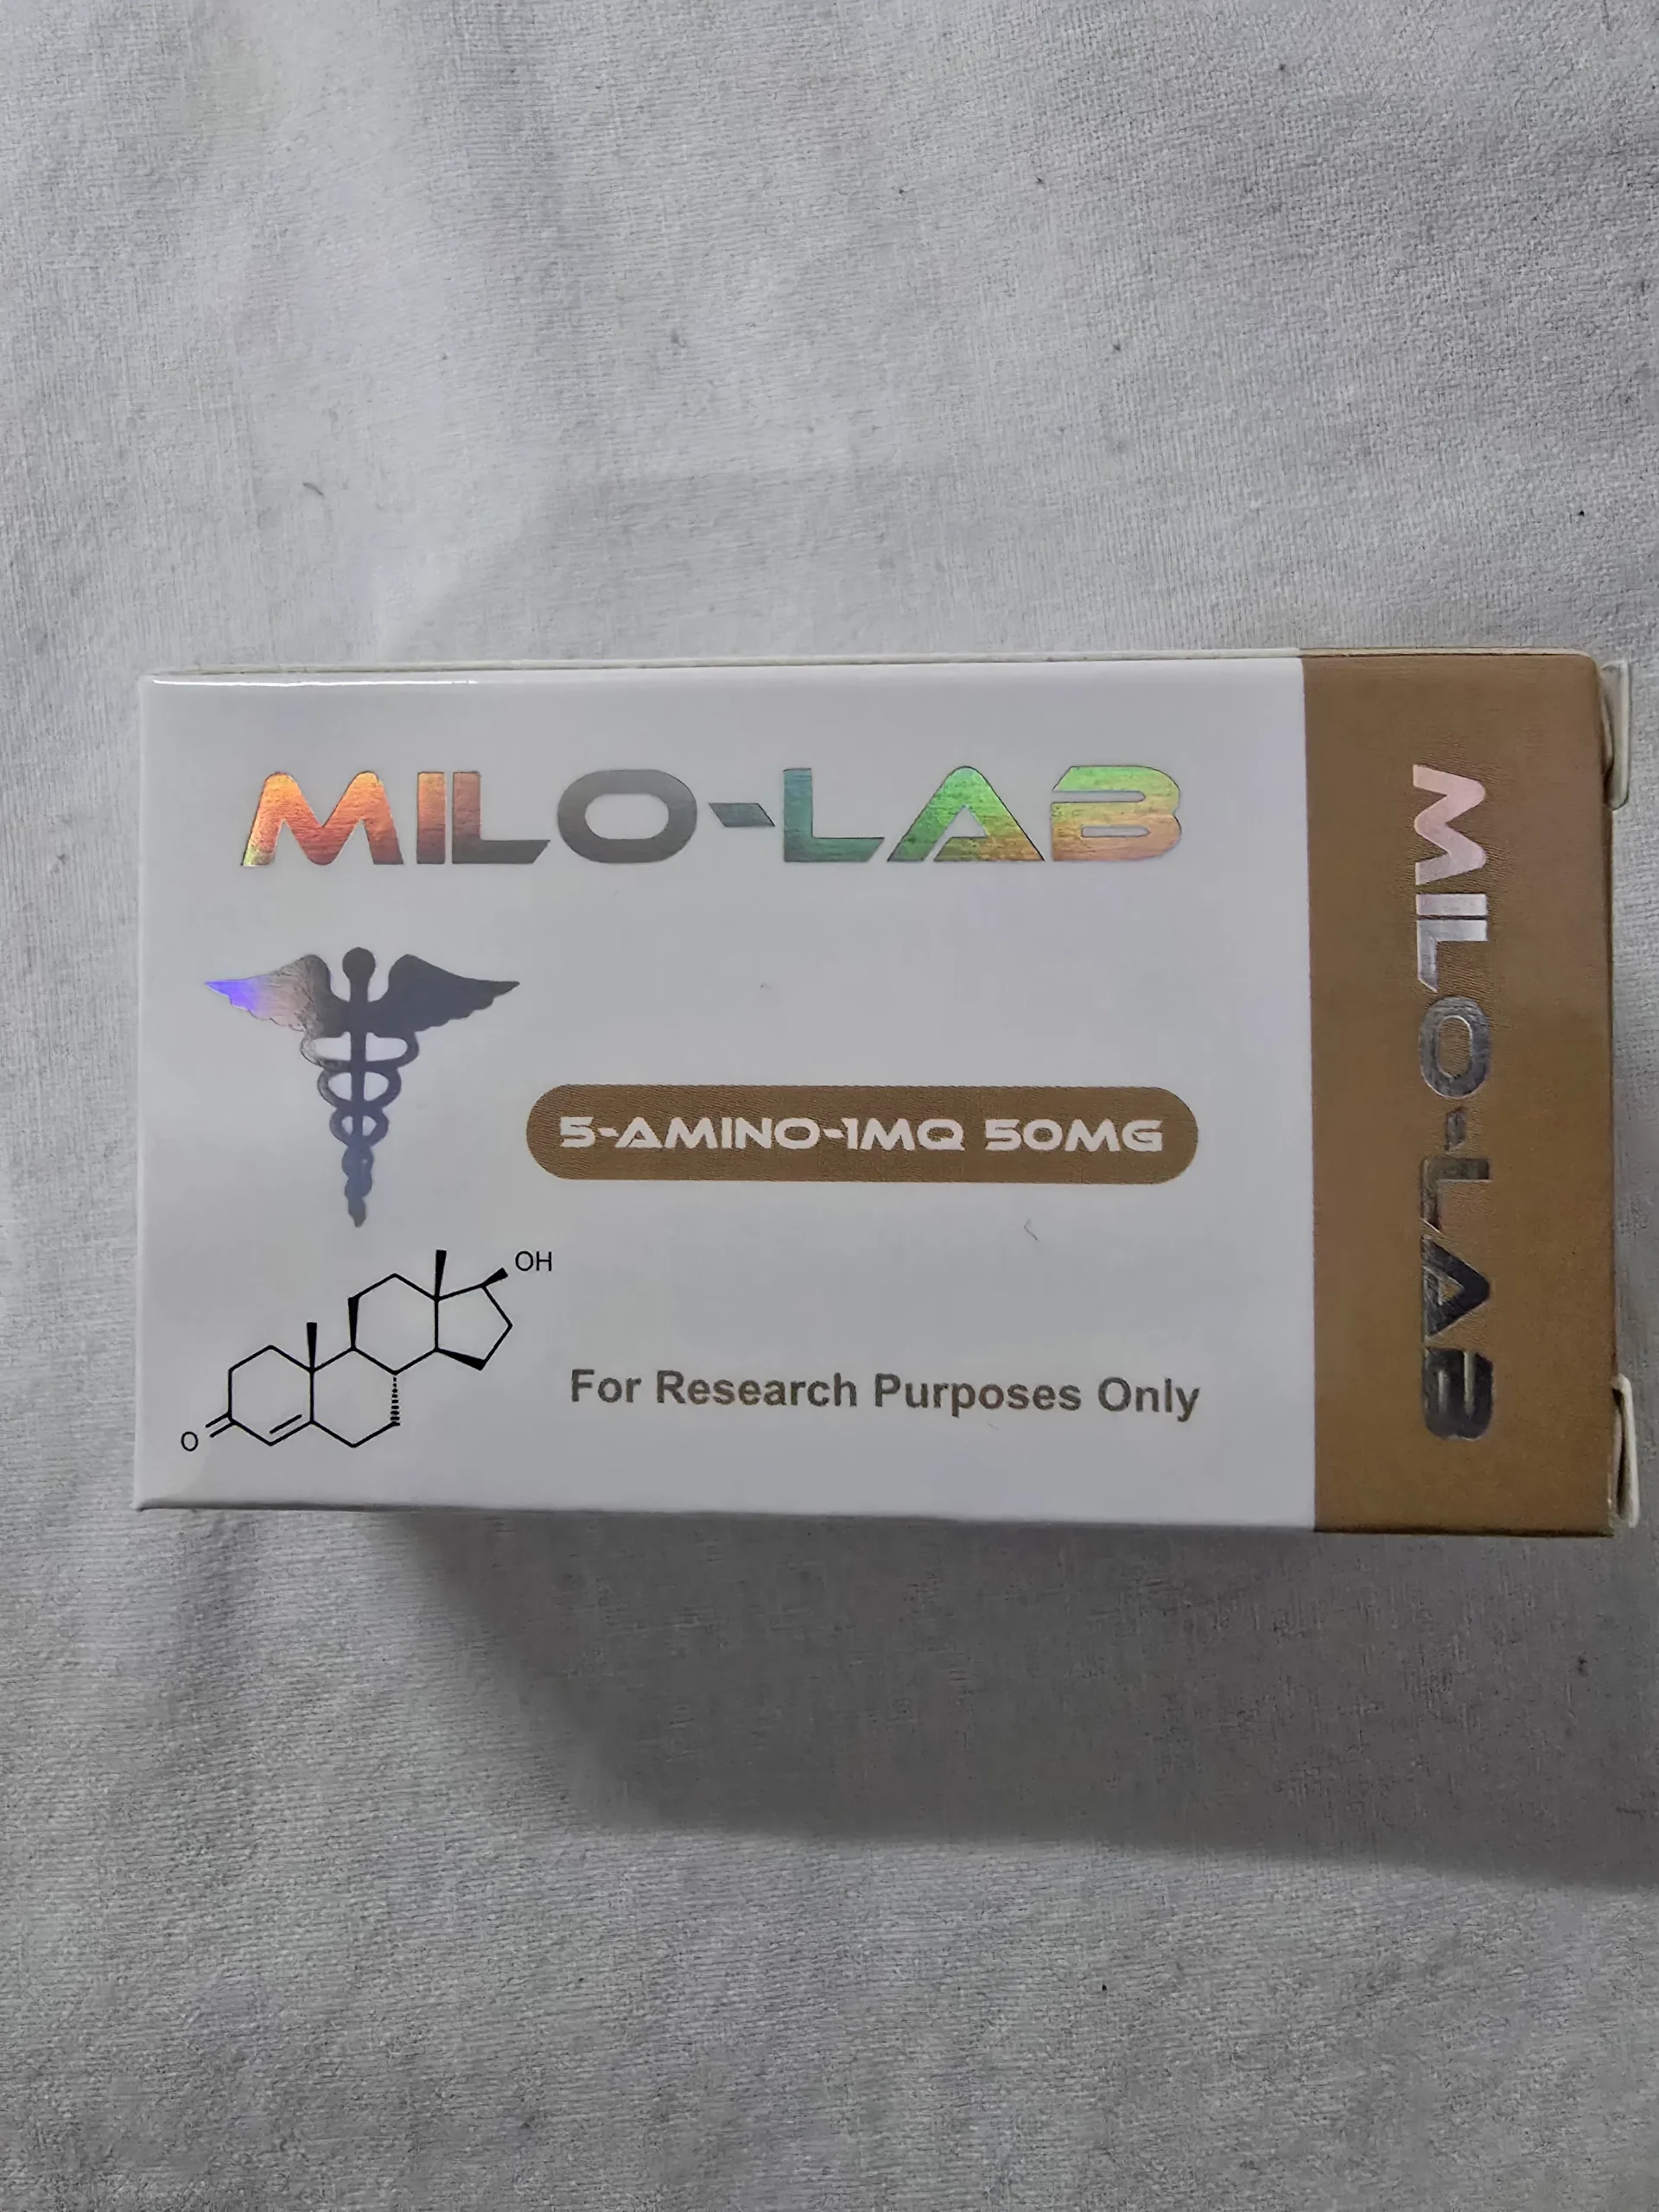 MILO-LAB
5-AMINO-1MQ 50MG
OH
O
For Research Purposes Only
MILO-LAB